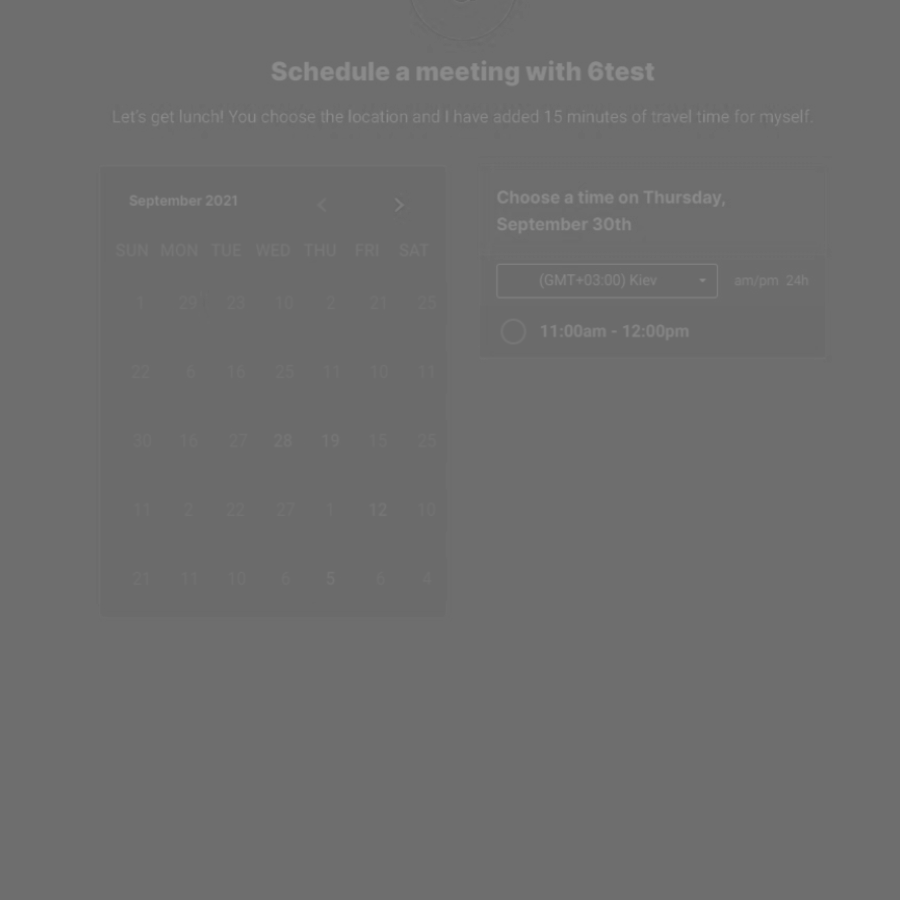 Schedule a meeting with 6test
Let's get lunch! You choose the location and I have added 15 minutes of travel time for myself.
September 2021
SUN MON TUE WED THU FRI SAT
1 29 23 10 2 21 25
22 6 16 25 11 10 11
30 16 27 28 19 15 25
11 2 22 27 1 12 10
21 11 10 6 5 6 4
Choose a time on Thursday,
September 30th
(GMT+03:00) Kiev am/pm 24h
11:00am - 12:00pm